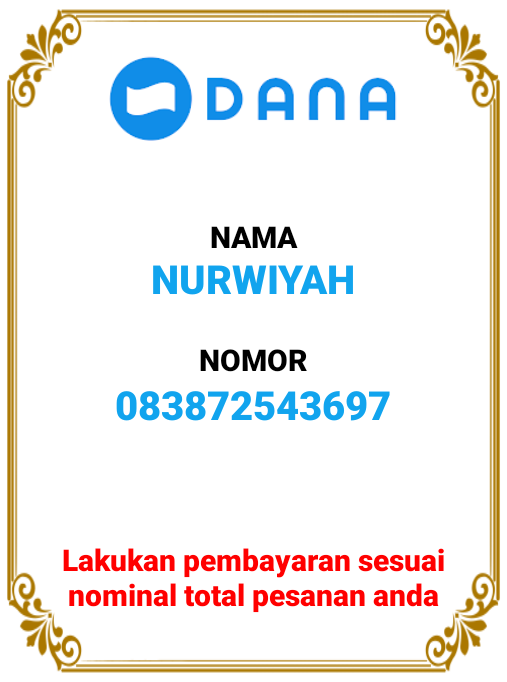 DANA
NAMA
NURWIYAH
NOMOR
083872543697
Lakukan pembayaran sesuai
nominal total pesanan anda